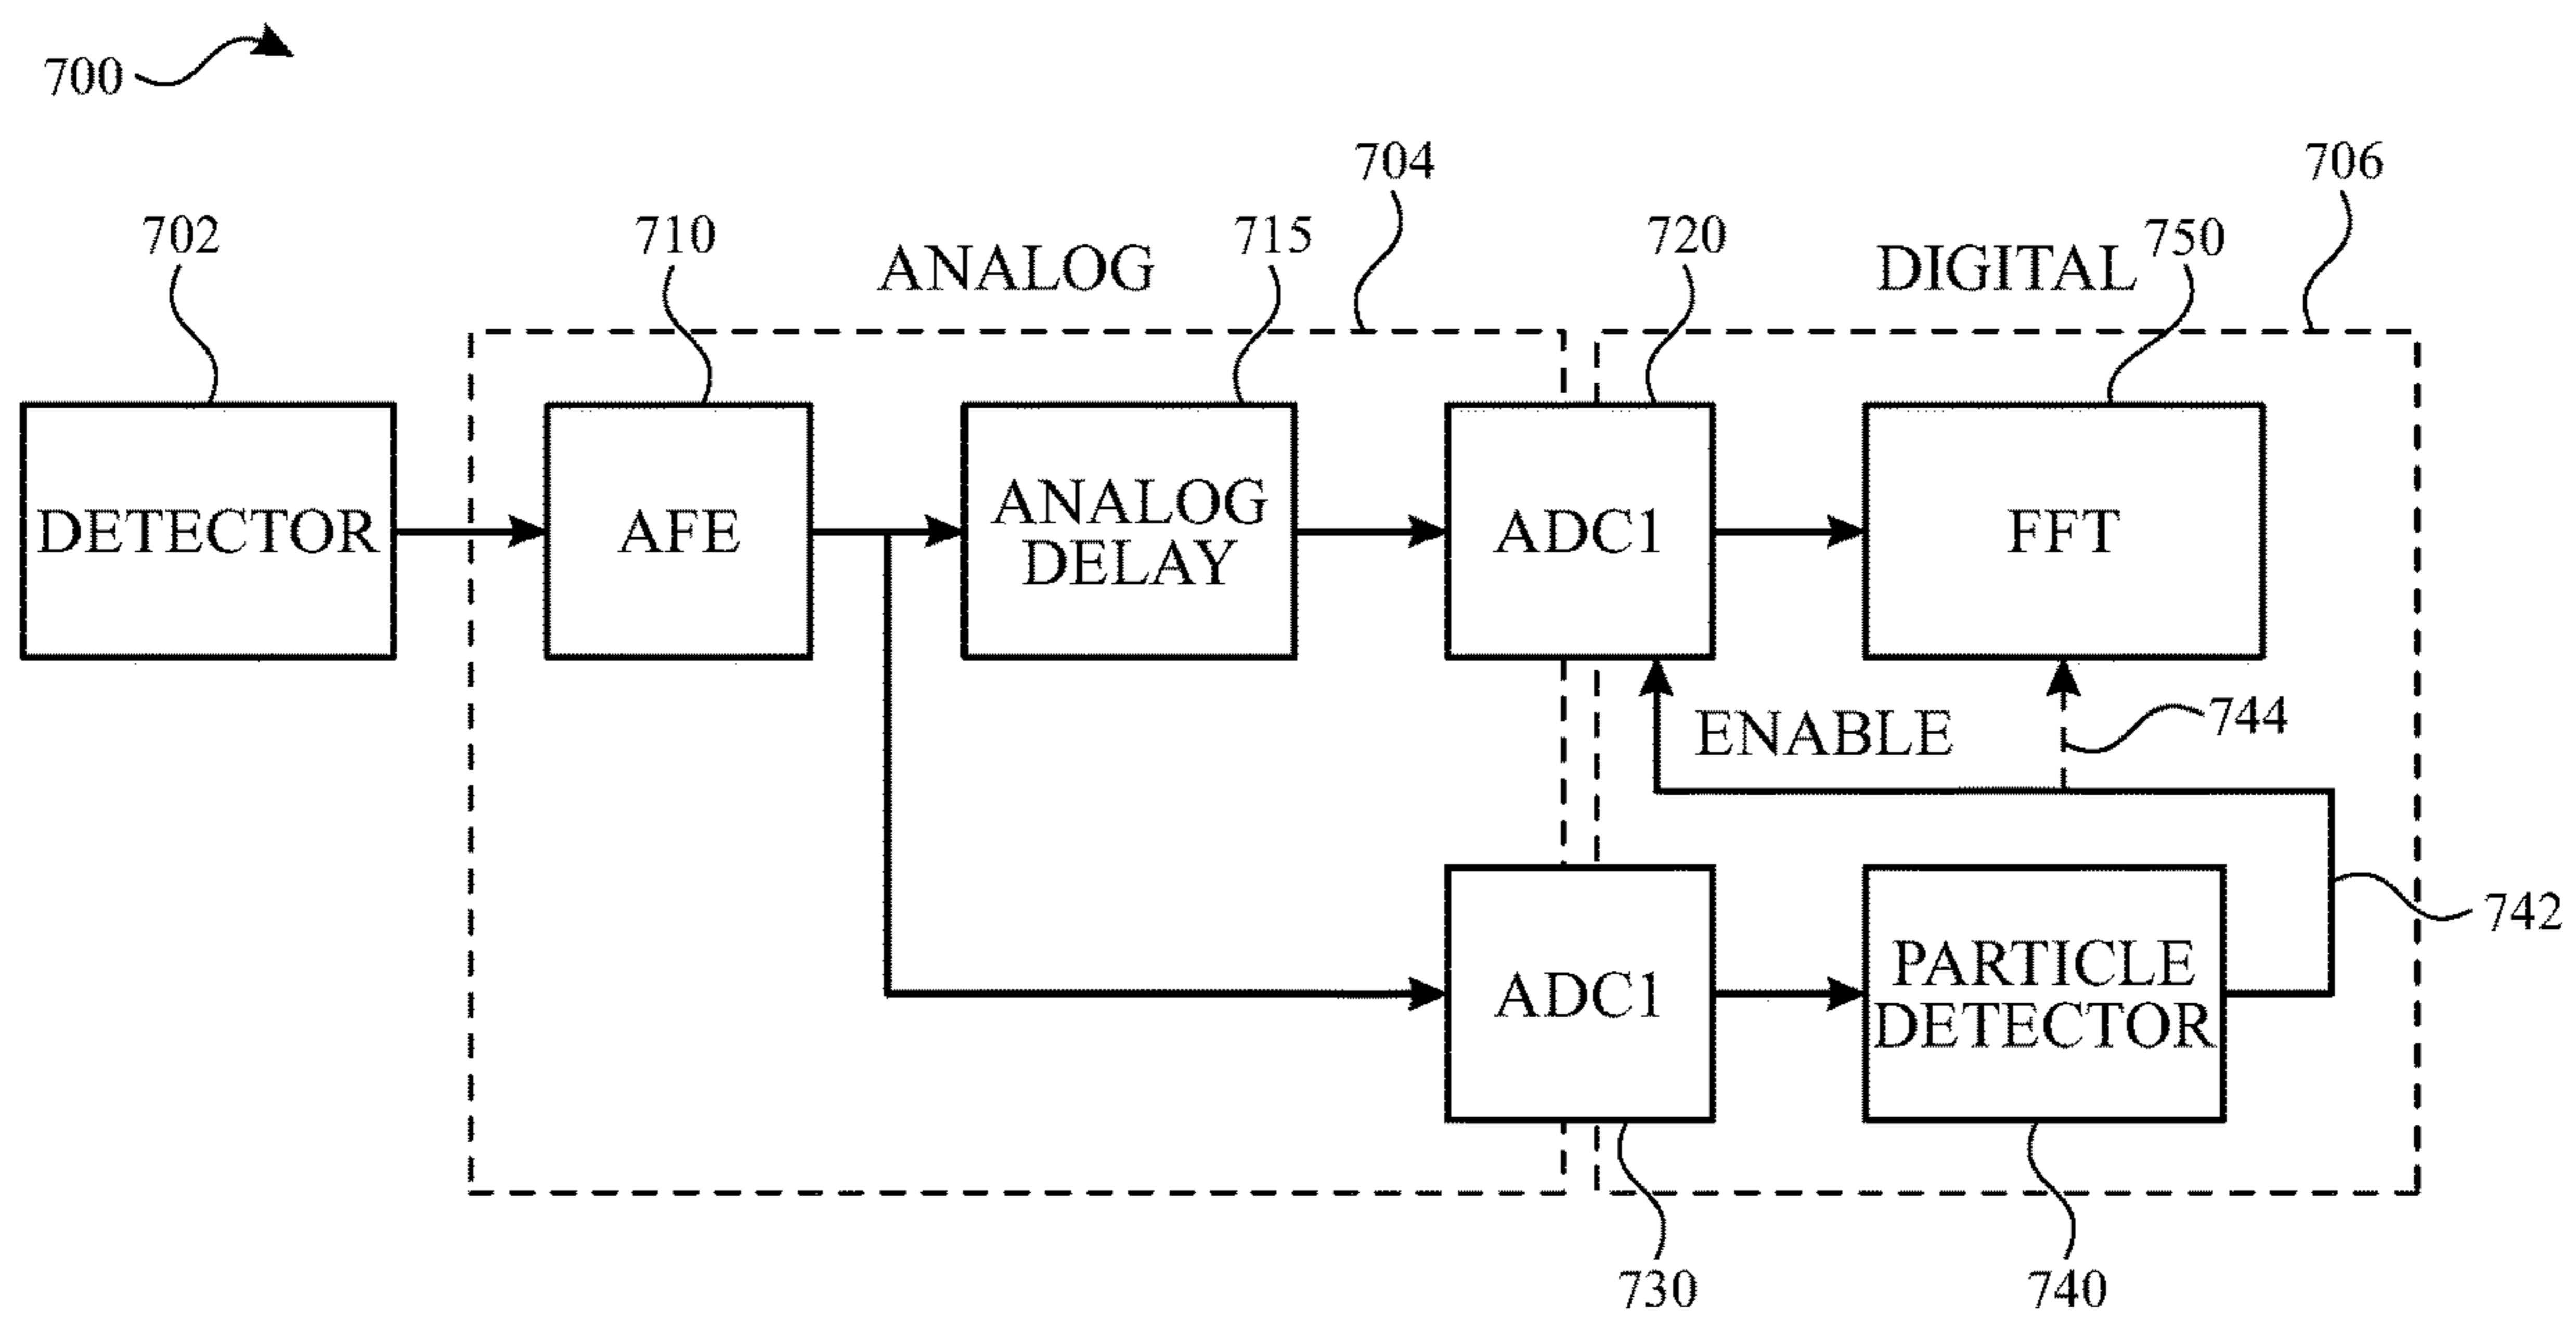 700
704
706
702
710
ANALOG
715
720
DIGITAL
750
DETECTOR
AFE
ANALOG
DELAY
ADC1
FFT
ENABLE
744
742
ADC1
PARTICLE
DETECTOR
730
740